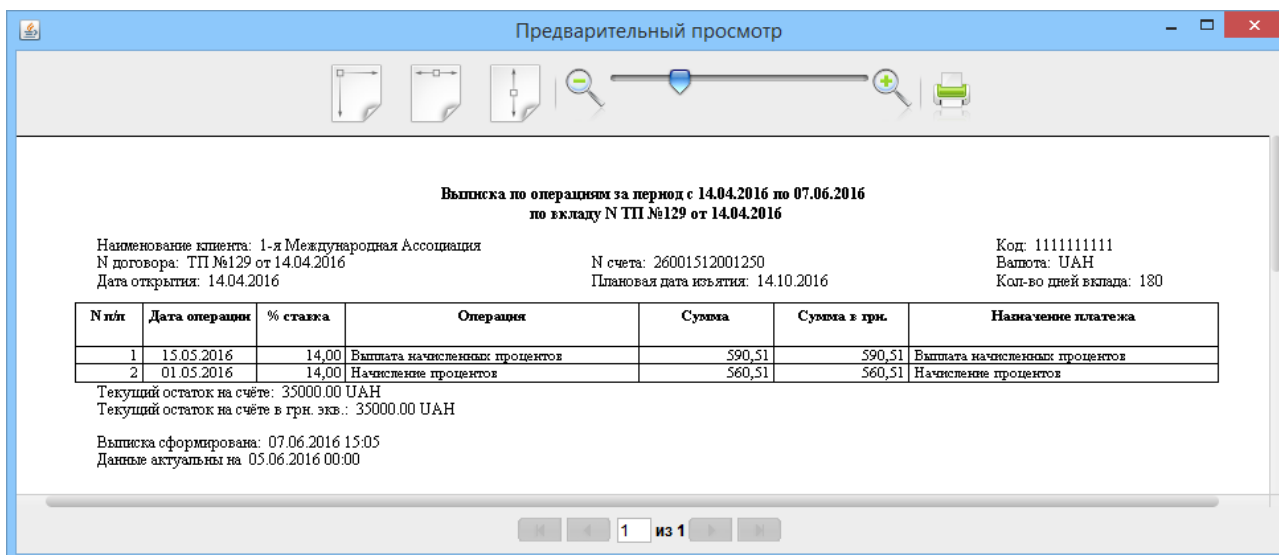 Предварительный просмотр
Выписка по операциям за период с 14.04.2016 по 07.06.2016
по вкладу N ТП №129 от 14.04.2016
Наименование клиента: 1-я Международная Ассоциация Код: 1111111111
N договора: ТП №129 от 14.04.2016 N счета: 26001512001250 Валюта: UAH
Дата открытия: 14.04.2016 Плановая дата изъятия: 14.10.2016 Кол-во дней вклада: 180
N п/п Дата операции % ставка Операция Сумма Сумма в грн. Назначение платежа
1 15.05.2016 14,00 Выплата начисленных процентов 590,51 590,51 Выплата начисленных процентов
2 01.05.2016 14,00 Начисление процентов 560,51 560,51 Начисление процентов
Текущий остаток на счёте: 35000.00 UAH
Текущий остаток на счёте в грн. экв.: 35000.00 UAH
Выписка сформирована: 07.06.2016 15:05
Данные актуальны на 05.06.2016 00:00
1 из 1